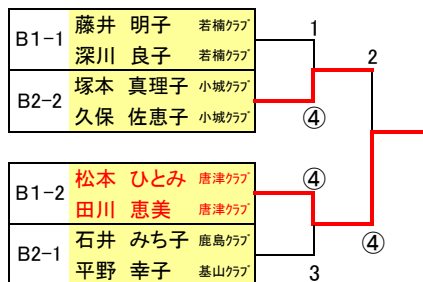 B1-1 藤井 明子 若楠ｸﾗﾌﾞ
深川 良子 若楠ｸﾗﾌﾞ
1
2
B2-2 塚本 真理子 小城ｸﾗﾌﾞ
久保 佐恵子 小城ｸﾗﾌﾞ
④
B1-2 松本 ひとみ 唐津ｸﾗﾌﾞ
田川 恵美 唐津ｸﾗﾌﾞ
④
④
B2-1 石井 みち子 鹿島ｸﾗﾌﾞ
平野 幸子 基山ｸﾗﾌﾞ
3